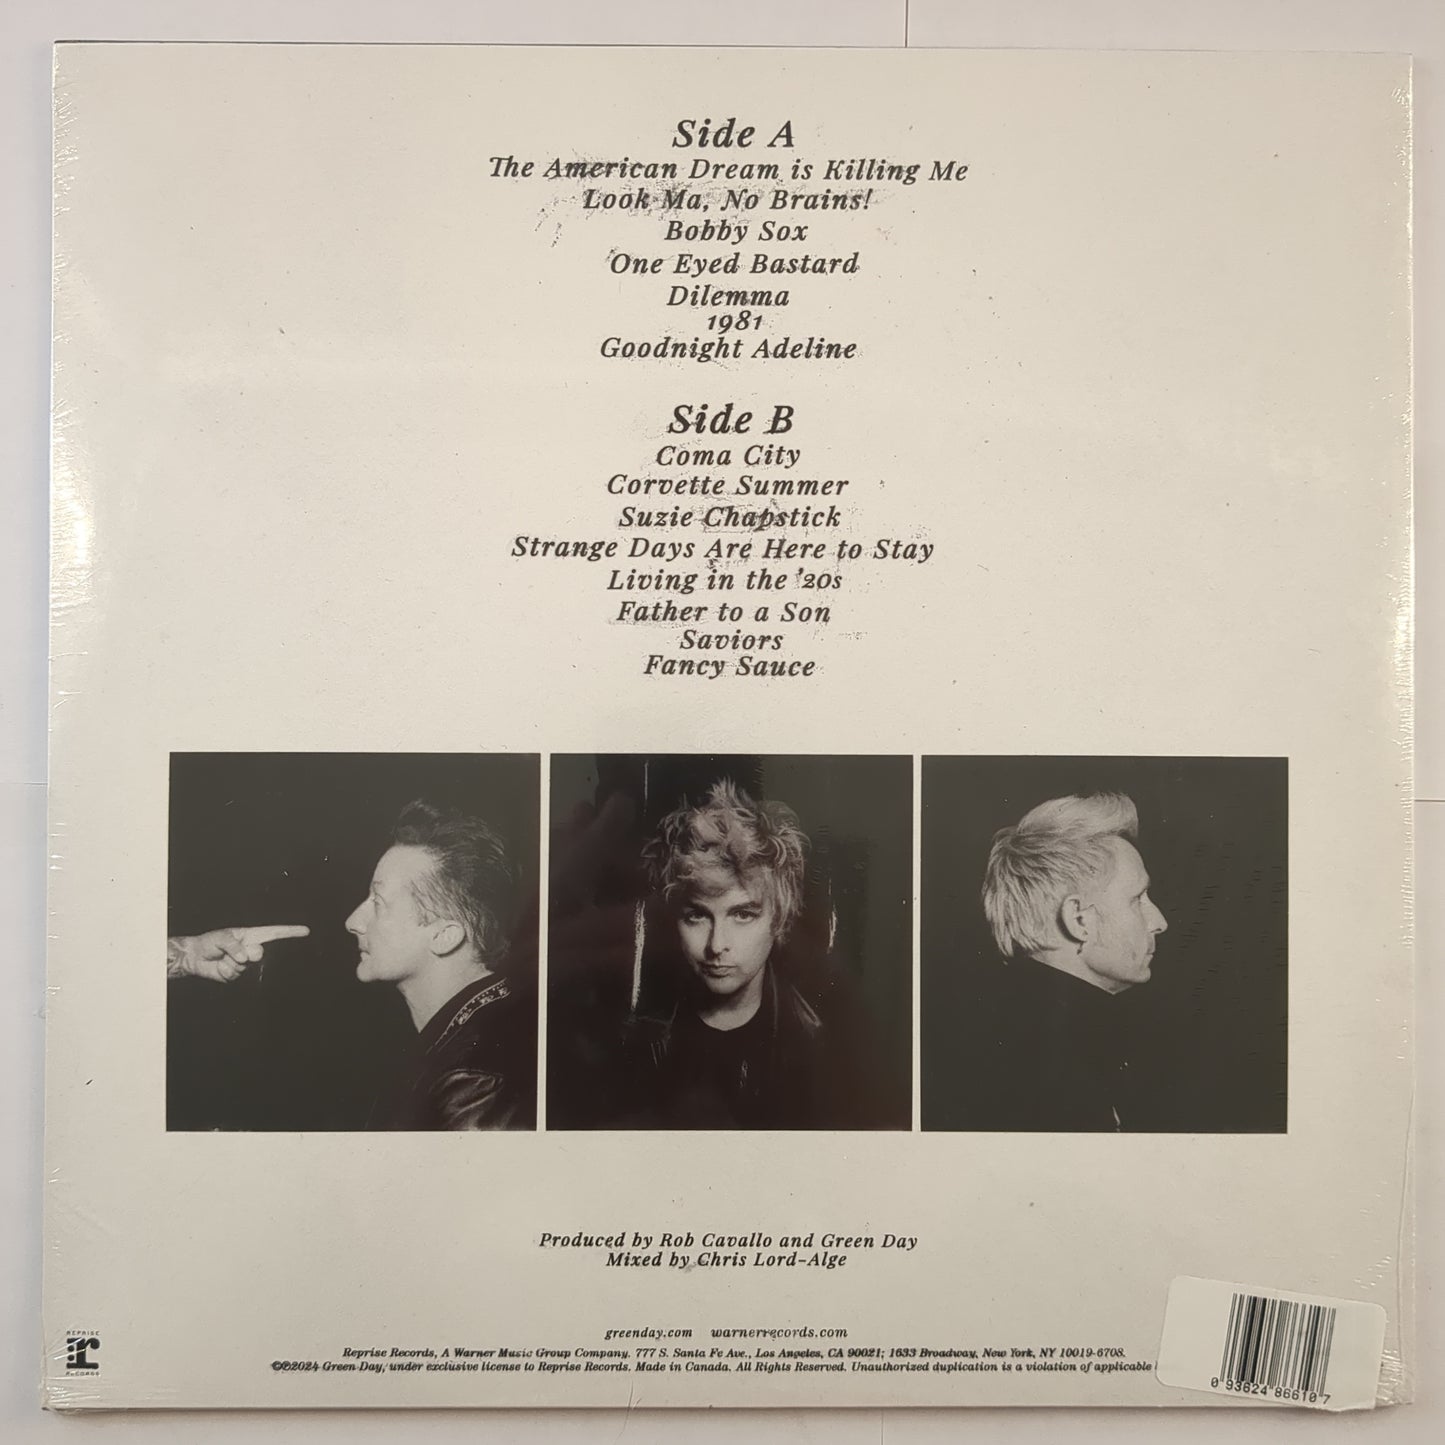 Side A
The American Dream is Killing Me
Look Ma, No Brains!
Bobby Sox
One Eyed Bastard
Dilemma
1981
Goodnight Adeline
Side B
Coma City
Corvette Summer
Suzie Chapstick
Strange Days Are Here to Stay
Living in the '20s
Father to a Son
Saviors
Fancy Sauce
Produced by Rob Cavallo and Green Day
Mixed by Chris Lord-Alge
greenday.com warnerrecords.com
Reprise Records, A Warner Music Group Company. 777 S. Santa Fe Ave., Los Angeles, CA 90021; 1633 Broadway, New York, NY 10019-6708.
©℗2024 Green Day, under exclusive license to Reprise Records. Made in Canada. All Rights Reserved. Unauthorized duplication is a violation of applicable
REPRISE
r
RECORDS
0 93624 86610 7